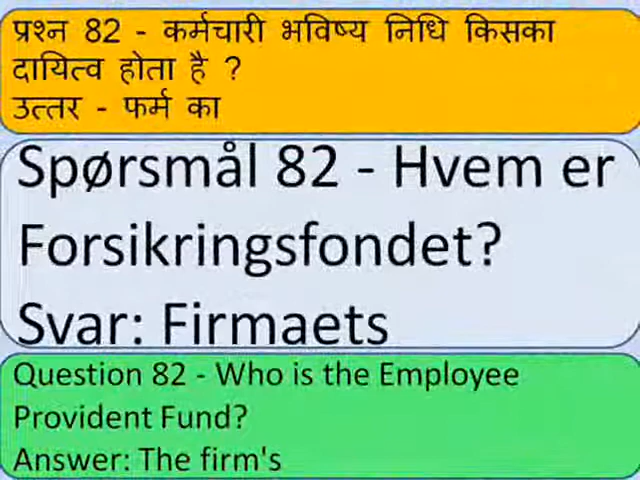 प्रश्न 82 - कर्मचारी भविष्य निधि किसका
दायित्व होता है ?
उत्तर - फर्म का
Spørsmål 82 - Hvem er
Forsikringsfondet?
Svar: Firmaets
Question 82 - Who is the Employee
Provident Fund?
Answer: The firm's